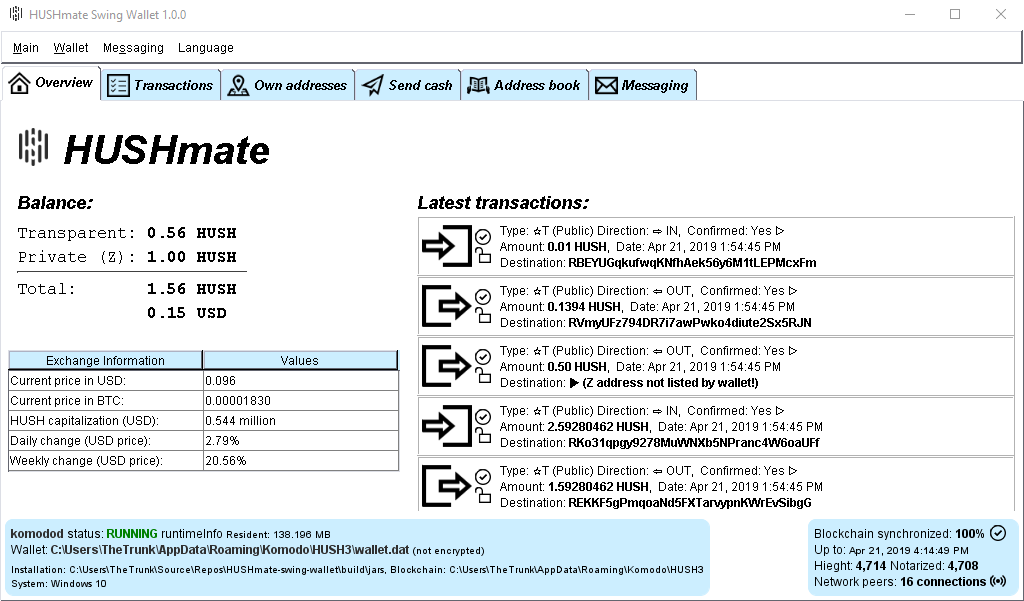 HUSHmate Swing Wallet 1.0.0
Main Wallet Messaging Language
Overview Transactions Own addresses Send cash Address book Messaging
HUSHmate
Balance:
Transparent: 0.56 HUSH
Private (Z): 1.00 HUSH
Total: 1.56 HUSH
0.15 USD
Exchange Information Values
Current price in USD: 0.096
Current price in BTC: 0.00001830
HUSH capitalization (USD): 0.544 million
Daily change (USD price): 2.79%
Weekly change (USD price): 20.56%
Latest transactions:
Type: ☆T (Public) Direction: ⇨ IN, Confirmed: Yes ▷
Amount: 0.01 HUSH, Date: Apr 21, 2019 1:54:45 PM
Destination: RBEYUGqkufwqKNfhAek56y6M1tLEPMcxFm
Type: ☆T (Public) Direction: ⇦ OUT, Confirmed: Yes ▷
Amount: 0.1394 HUSH, Date: Apr 21, 2019 1:54:45 PM
Destination: RVmyUFz794DR7i7awPwko4diute2Sx5RJN
Type: ☆T (Public) Direction: ⇦ OUT, Confirmed: Yes ▷
Amount: 0.50 HUSH, Date: Apr 21, 2019 1:54:45 PM
Destination: ▶ (Z address not listed by wallet!)
Type: ☆T (Public) Direction: ⇨ IN, Confirmed: Yes ▷
Amount: 2.59280462 HUSH, Date: Apr 21, 2019 1:54:45 PM
Destination: RKo31qpgy9278MuWNXb5NPranc4W6oaUFf
Type: ☆T (Public) Direction: ⇦ OUT, Confirmed: Yes ▷
Amount: 1.59280462 HUSH, Date: Apr 21, 2019 1:54:45 PM
Destination: REKKF5gPmqoaNd5FXTarvypnKWrEvSibgG
komodod status: RUNNING runtimeInfo Resident: 138.196 MB
Wallet: C:\Users\TheTrunk\AppData\Roaming\Komodo\HUSH3\wallet.dat (not encrypted)
Installation: C:\Users\TheTrunk\Source\Repos\HUSHmate-swing-wallet\build\jars, Blockchain: C:\Users\TheTrunk\AppData\Roaming\Komodo\HUSH3
System: Windows 10
Blockchain synchronized: 100%
Up to: Apr 21, 2019 4:14:49 PM
Hieght: 4,714 Notarized: 4,708
Network peers: 16 connections